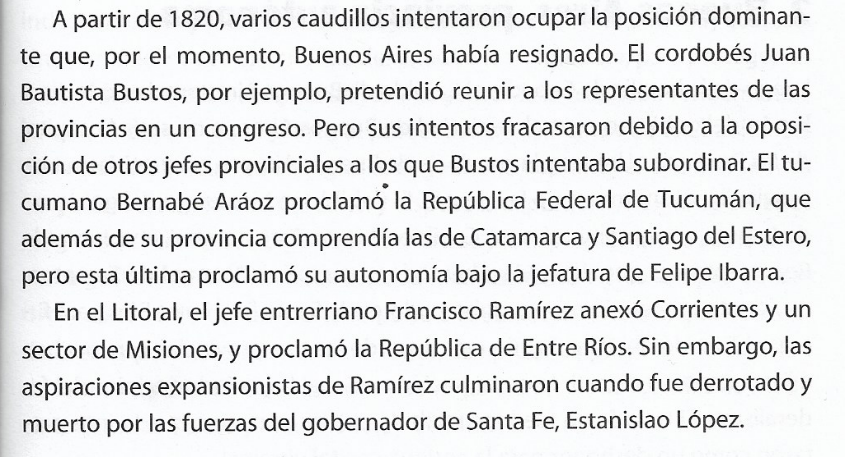 A partir de 1820, varios caudillos intentaron ocupar la posición dominan-
te que, por el momento, Buenos Aires había resignado. El cordobés Juan
Bautista Bustos, por ejemplo, pretendió reunir a los representantes de las
provincias en un congreso. Pero sus intentos fracasaron debido a la oposi-
ción de otros jefes provinciales a los que Bustos intentaba subordinar. El tu-
cumano Bernabé Aráoz proclamó la República Federal de Tucumán, que
además de su provincia comprendía las de Catamarca y Santiago del Estero,
pero esta última proclamó su autonomía bajo la jefatura de Felipe Ibarra.
En el Litoral, el jefe entrerriano Francisco Ramírez anexó Corrientes y un
sector de Misiones, y proclamó la República de Entre Ríos. Sin embargo, las
aspiraciones expansionistas de Ramírez culminaron cuando fue derrotado y
muerto por las fuerzas del gobernador de Santa Fe, Estanislao López.